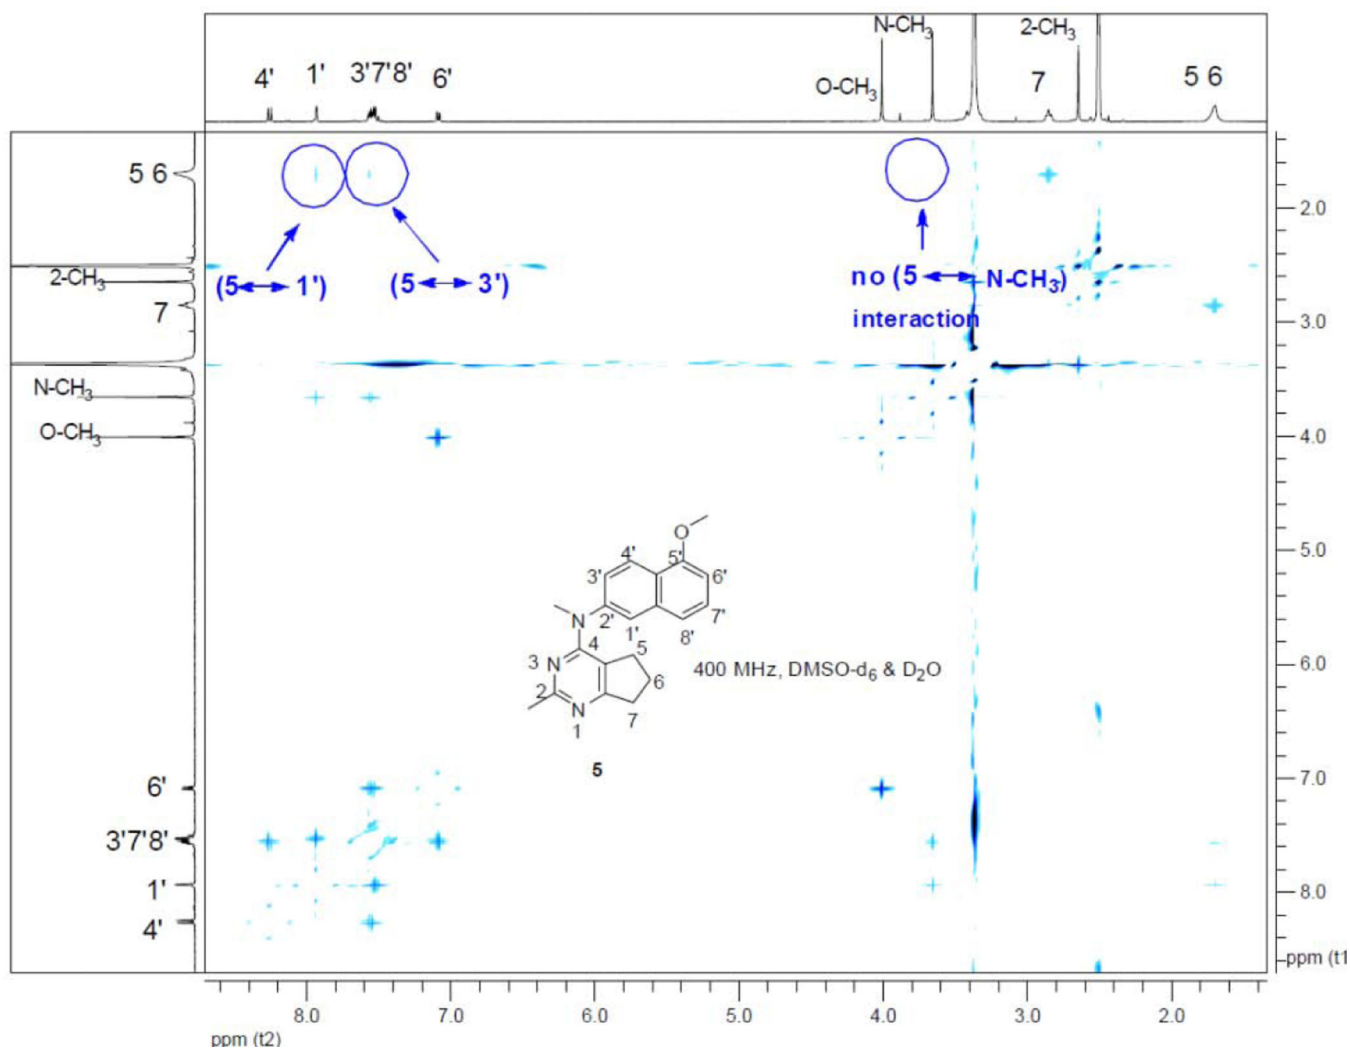 N-CH3 2-CH3
4' 1' 3'7'8' 6' O-CH3 7 5 6
5 6
2.0
2-CH3
(5↔1') (5↔3') no (5↔N-CH3)
7 interaction
3.0
N-CH3
O-CH3
4.0
5.0
O
4' 5'
3' 6'
N 2' 7'
1' 8'
4 5
3 N 6
400 MHz, DMSO-d6 & D2O
6.0
2 N 7
1
5
6'
7.0
3'7'8'
1'
8.0
4'
ppm (t1
8.0 7.0 6.0 5.0 4.0 3.0 2.0
ppm (t2)